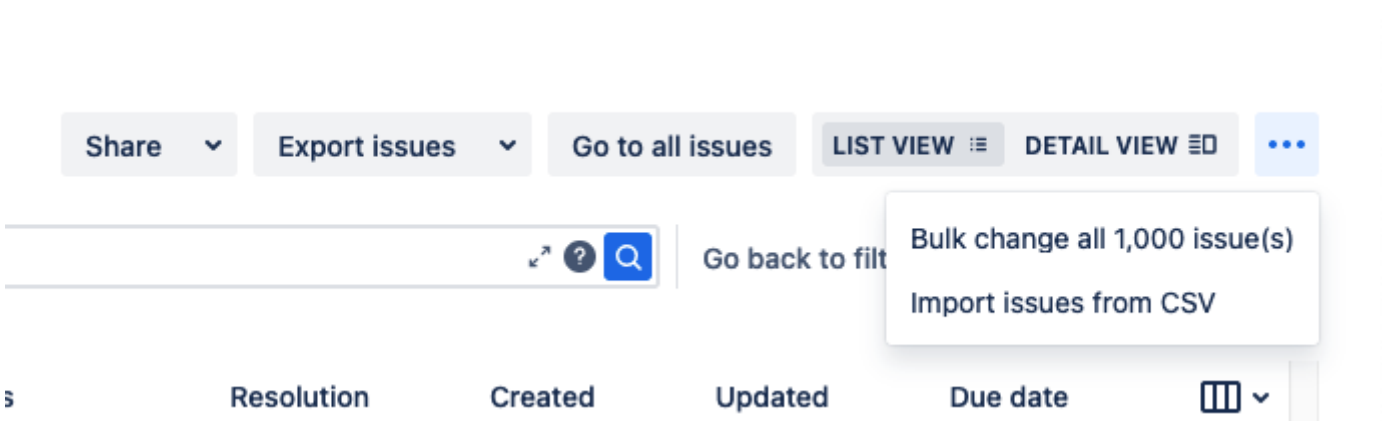 Share
Export issues
Go to all issues
LIST VIEW
DETAIL VIEW
Bulk change all 1,000 issue(s)
?
Go back to filt
Import issues from CSV
s
Resolution
Created
Updated
Due date